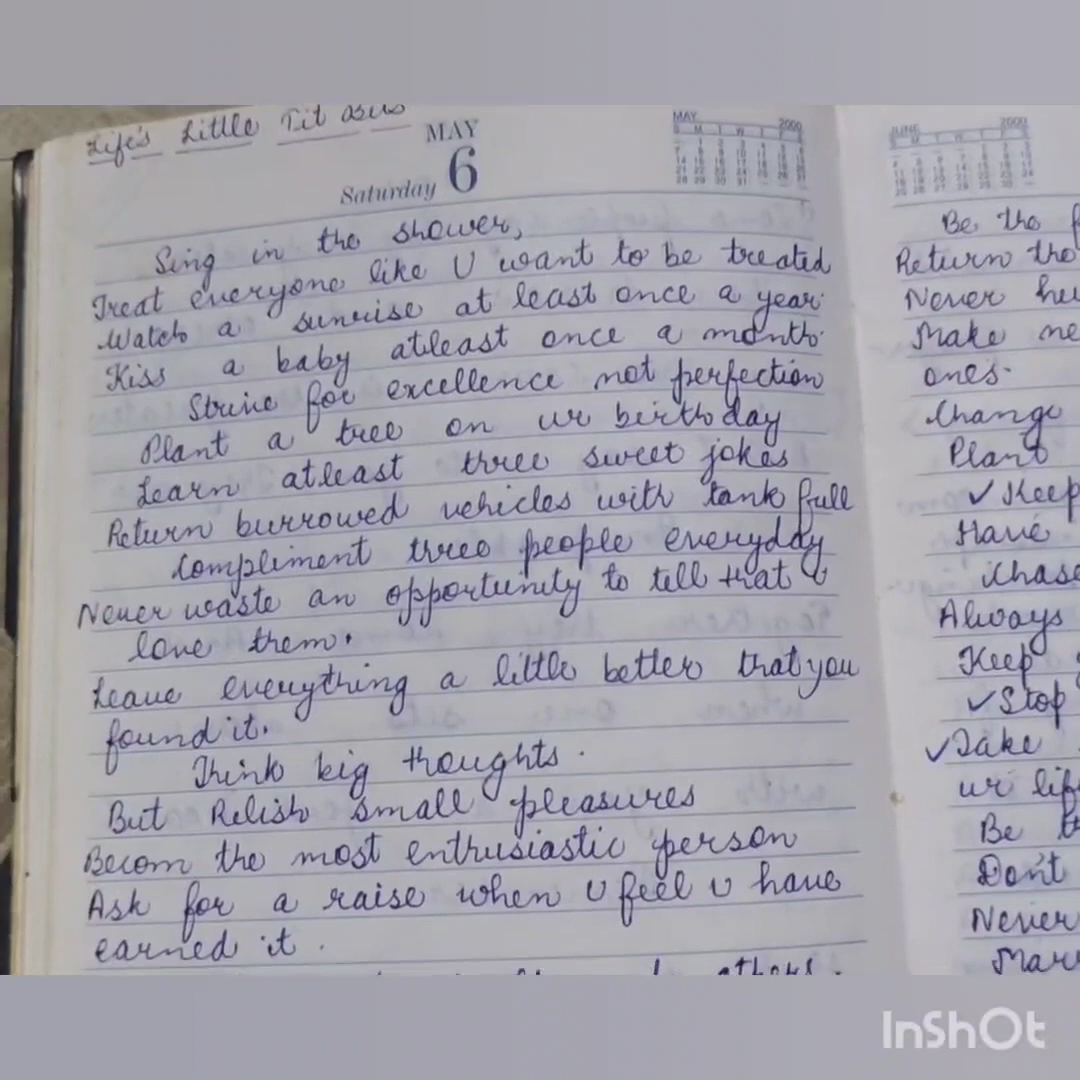 Life's Little Tit
MAY
6
Saturday
MAY 2000
S M T W T F S
Sing in the shower,
Treat everyone like U want to be treated
Watch a sunrise at least once a year.
Kiss a baby atleast once a month.
Strive for excellence not perfection
Plant a tree on ur birthday
Learn atleast three sweet jokes
Return burrowed vehicles with tank full
Compliment three people everyday
Never waste an opportunity to tell that U
love them.
Leave everything a little better that you
found it.
Think big thoughts.
But Relish small pleasures
Becom the most enthusiastic person
Ask for a raise when U feel U have
earned it.
others.
JUNE 2000
Be the
Return the
Never
Make
ones.
Change
Plant
✓ Keep
Have
Chase
Always
Keep
✓ Stop
✓ Take
ur
Be
Don't
Never
InShOt